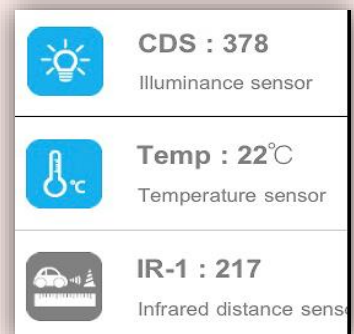 CDS : 378
Illuminance sensor
Temp : 22℃
Temperature sensor
℃
IR-1 : 217
Infrared distance sens